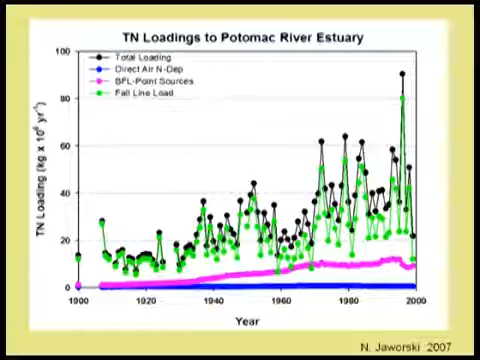 TN Loadings to Potomac River Estuary
Total Loading
Direct Air N-Dep
BFL-Point Sources
Fall Line Load
TN Loading (kg x 10⁶ yr⁻¹)
100
80
60
40
20
0
1900 1920 1940 1960 1980 2000
Year
N. Jaworski 2007